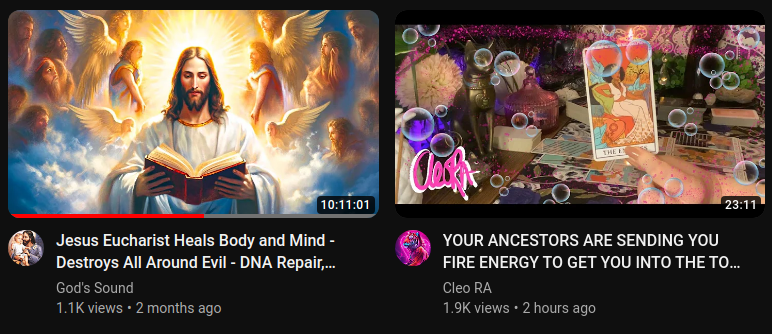 10:11:01
Jesus Eucharist Heals Body and Mind -
Destroys All Around Evil - DNA Repair,...
God's Sound
1.1K views • 2 months ago
CleoRA
23:11
YOUR ANCESTORS ARE SENDING YOU
FIRE ENERGY TO GET YOU INTO THE TO...
Cleo RA
1.9K views • 2 hours ago